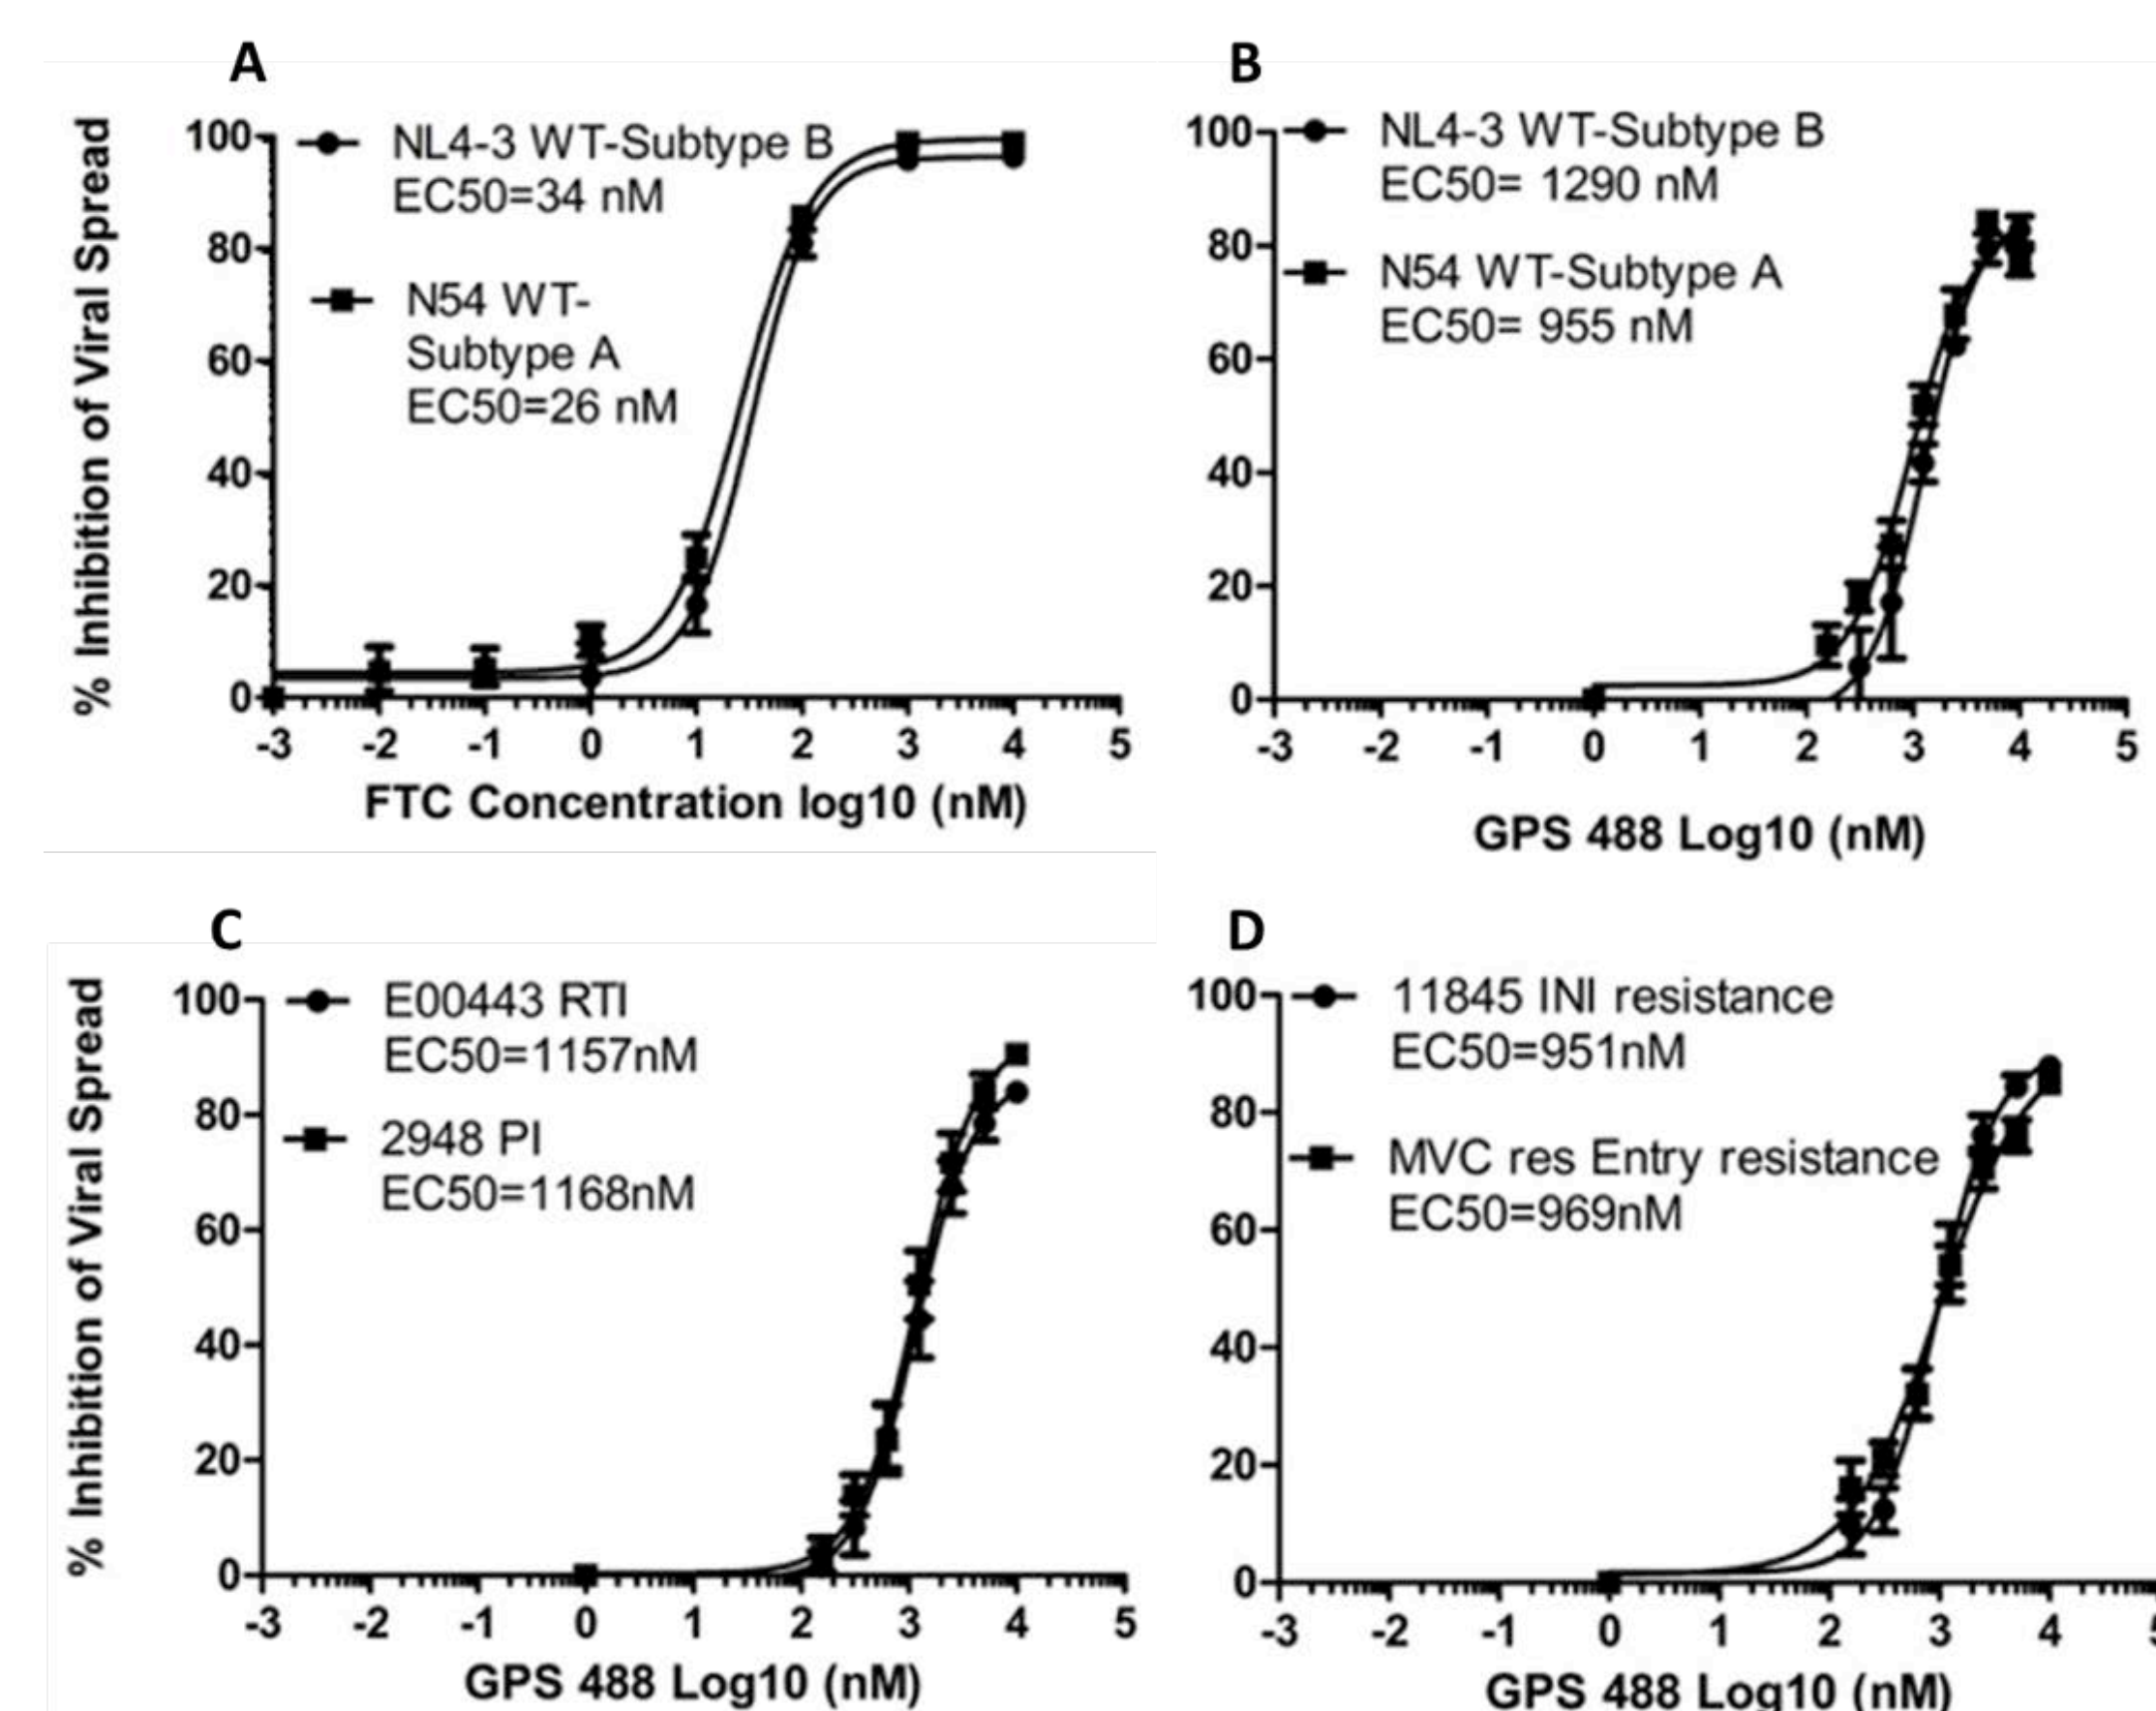 A
% Inhibition of Viral Spread
100
80
60
40
20
0
NL4-3 WT-Subtype B
EC50=34 nM
N54 WT-
Subtype A
EC50=26 nM
-3 -2 -1 0 1 2 3 4 5
FTC Concentration log10 (nM)
B
100
80
60
40
20
0
NL4-3 WT-Subtype B
EC50= 1290 nM
N54 WT-Subtype A
EC50= 955 nM
-3 -2 -1 0 1 2 3 4 5
GPS 488 Log10 (nM)
C
% Inhibition of Viral Spread
100
80
60
40
20
0
E00443 RTI
EC50=1157nM
2948 PI
EC50=1168nM
-3 -2 -1 0 1 2 3 4 5
GPS 488 Log10 (nM)
D
100
80
60
40
20
0
11845 INI resistance
EC50=951nM
MVC res Entry resistance
EC50=969nM
-3 -2 -1 0 1 2 3 4 5
GPS 488 Log10 (nM)